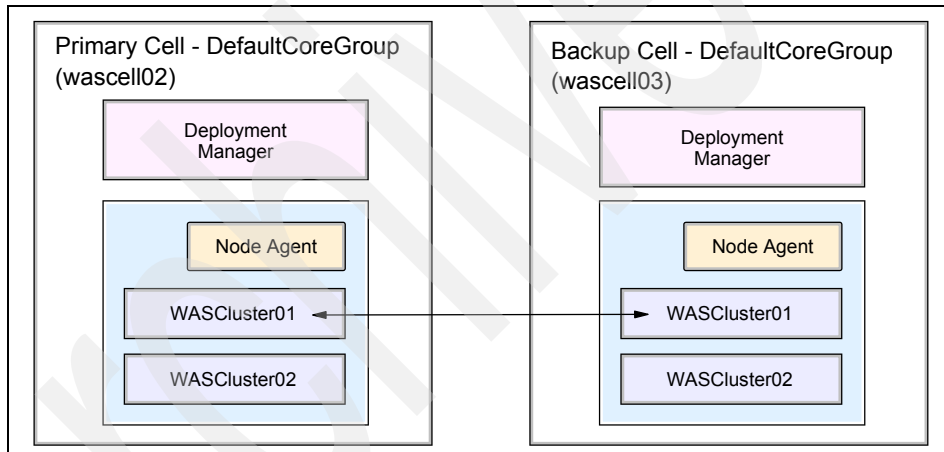 Primary Cell - DefaultCoreGroup
(wascell02)
Deployment
Manager
Node Agent
WASCluster01
WASCluster02
Backup Cell - DefaultCoreGroup
(wascell03)
Deployment
Manager
Node Agent
WASCluster01
WASCluster02